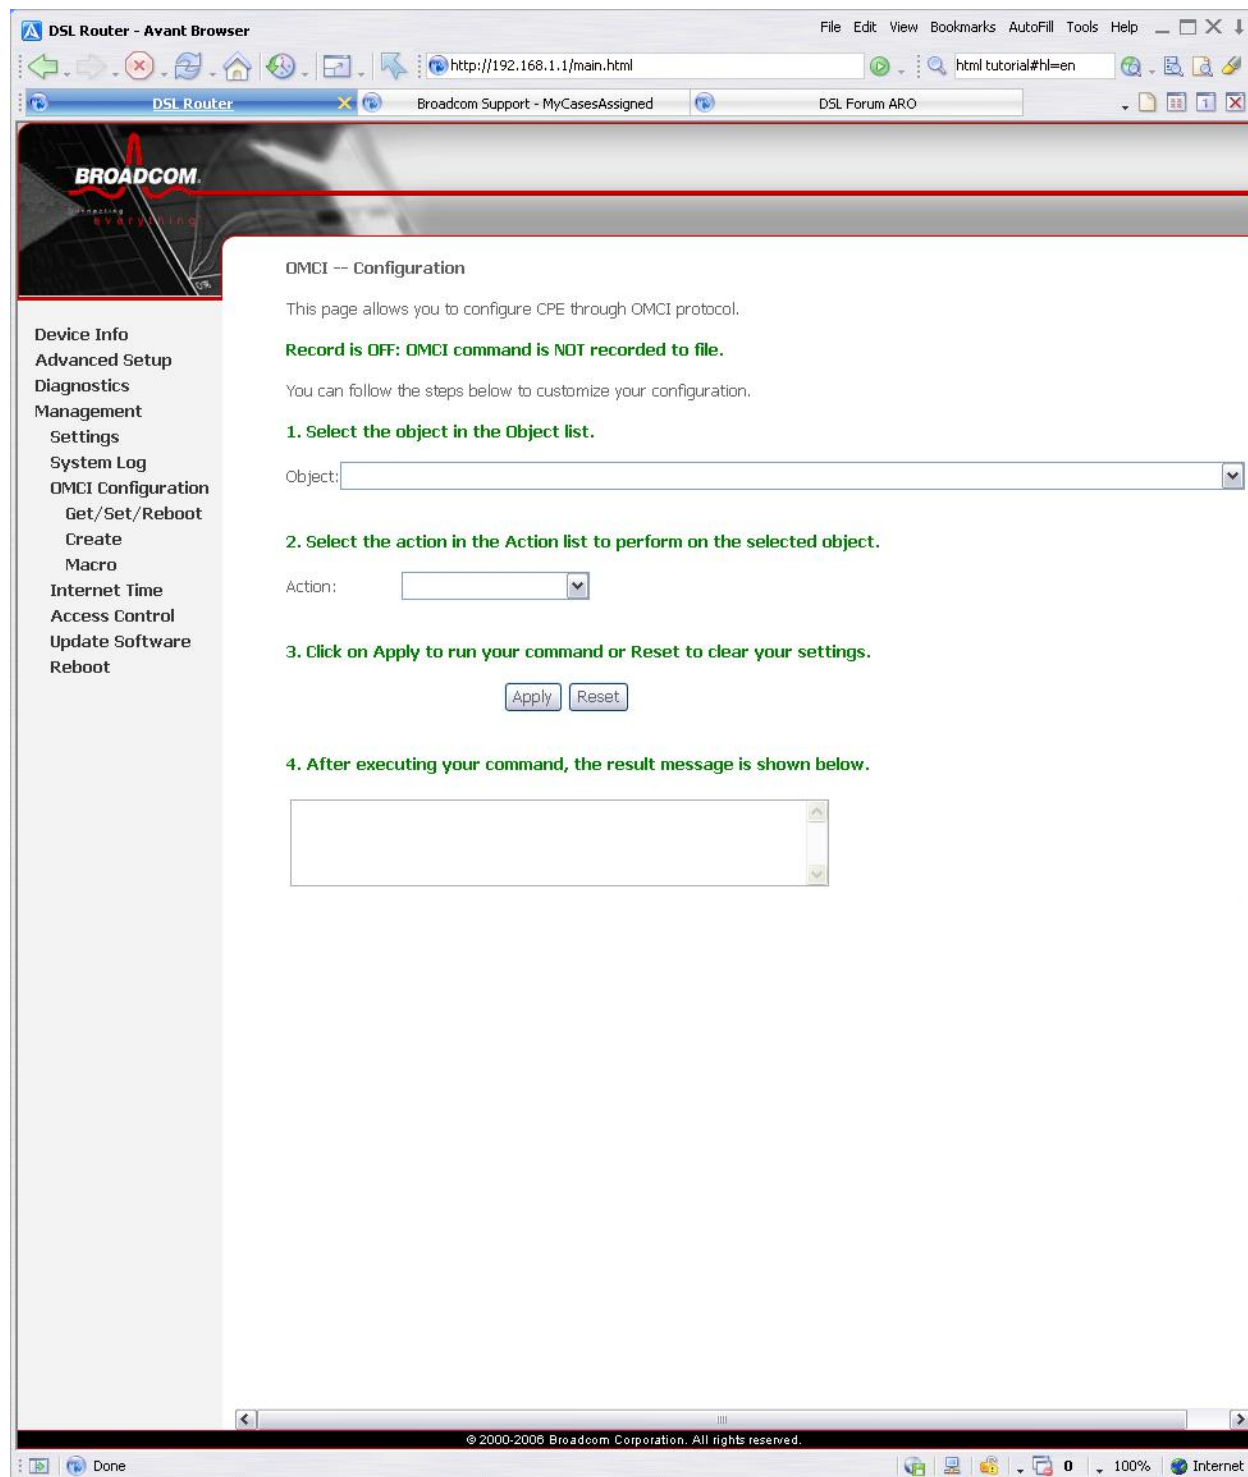 DSL Router - Avant Browser
File Edit View Bookmarks AutoFill Tools Help
http://192.168.1.1/main.html
html tutorial#hl=en
DSL Router
Broadcom Support - MyCasesAssigned
DSL Forum ARO
BROADCOM.
Connecting
everything
OMCI -- Configuration
This page allows you to configure CPE through OMCI protocol.
Record is OFF: OMCI command is NOT recorded to file.
You can follow the steps below to customize your configuration.
1. Select the object in the Object list.
Object:
2. Select the action in the Action list to perform on the selected object.
Action:
3. Click on Apply to run your command or Reset to clear your settings.
Apply Reset
4. After executing your command, the result message is shown below.
Device Info
Advanced Setup
Diagnostics
Management
Settings
System Log
OMCI Configuration
Get/Set/Reboot
Create
Macro
Internet Time
Access Control
Update Software
Reboot
© 2000-2006 Broadcom Corporation. All rights reserved.
Done
0
100%
Internet